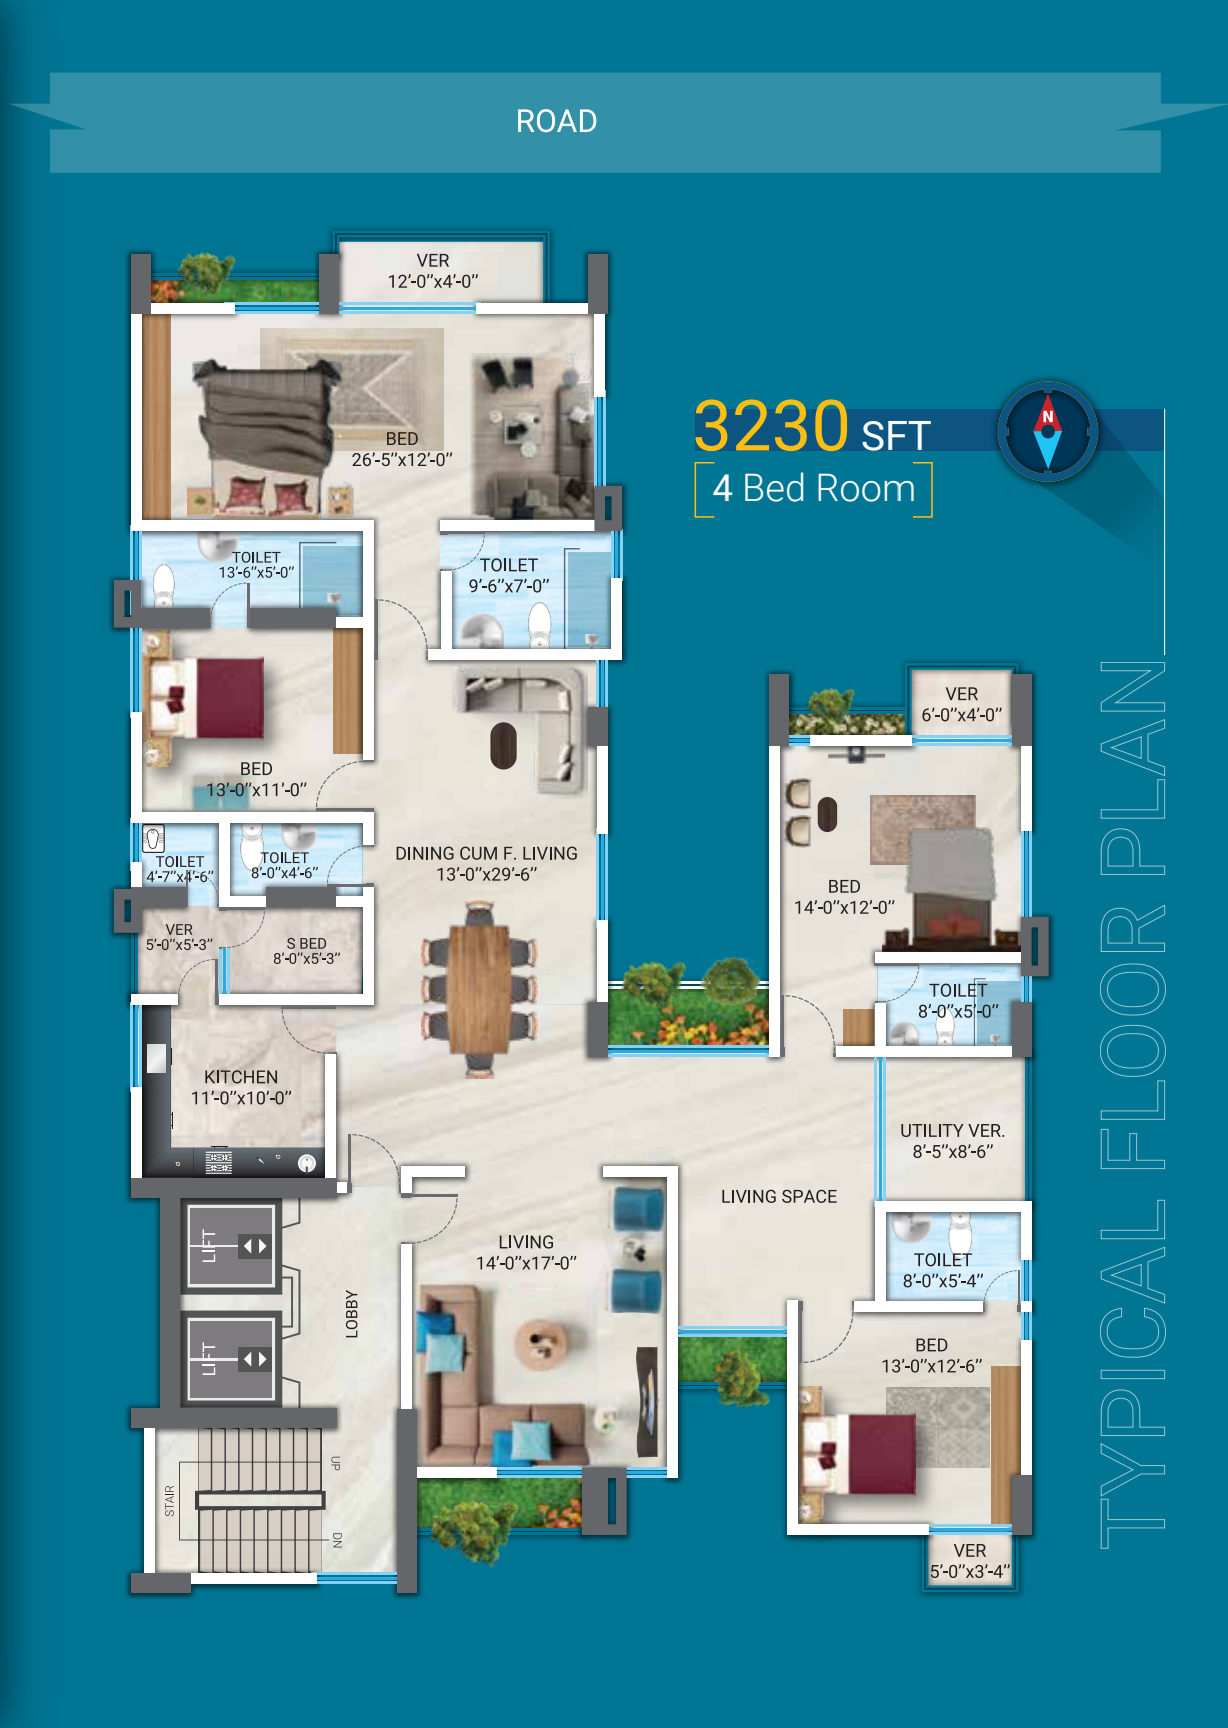 ROAD
VER
12'-0"x4'-0"
BED
26'-5"x12'-0"
3230 SFT
4 Bed Room
N
TOILET
13'-6"x5'-0"
TOILET
9'-6"x7'-0"
VER
6'-0"x4'-0"
BED
13'-0"x11'-0"
TOILET
4'-7"x4'-6"
TOILET
8'-0"x4'-6"
DINING CUM F. LIVING
13'-0"x29'-6"
BED
14'-0"x12'-0"
VER
5'-0"x5'-3"
S BED
8'-0"x5'-3"
TOILET
8'-0"x5'-0"
KITCHEN
11'-0"x10'-0"
UTILITY VER.
8'-5"x8'-6"
LIVING SPACE
LIFT
LIVING
14'-0"x17'-0"
TOILET
8'-0"x5'-4"
LOBBY
LIFT
BED
13'-0"x12'-6"
UP
STAIR
DN
VER
5'-0"x3'-4"
TYPICAL FLOOR PLAN